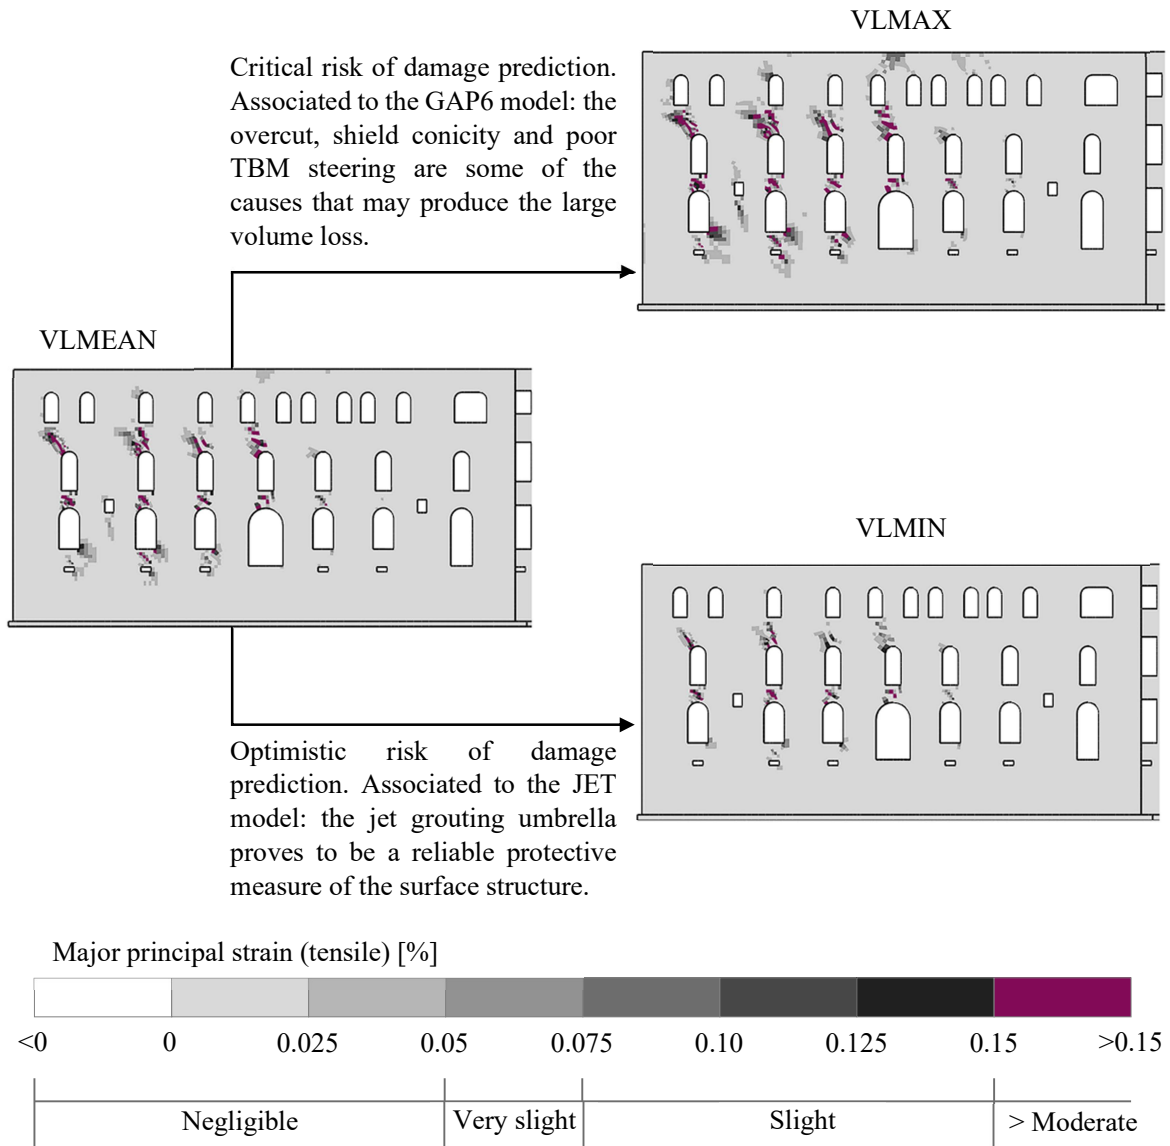 VLMAX
Critical risk of damage prediction.
Associated to the GAP6 model: the
overcut, shield conicity and poor
TBM steering are some of the
causes that may produce the large
volume loss.
VLMEAN
VLMIN
Optimistic risk of damage
prediction. Associated to the JET
model: the jet grouting umbrella
proves to be a reliable protective
measure of the surface structure.
Major principal strain (tensile) [%]
<0 0 0.025 0.05 0.075 0.10 0.125 0.15 >0.15
Negligible Very slight Slight > Moderate